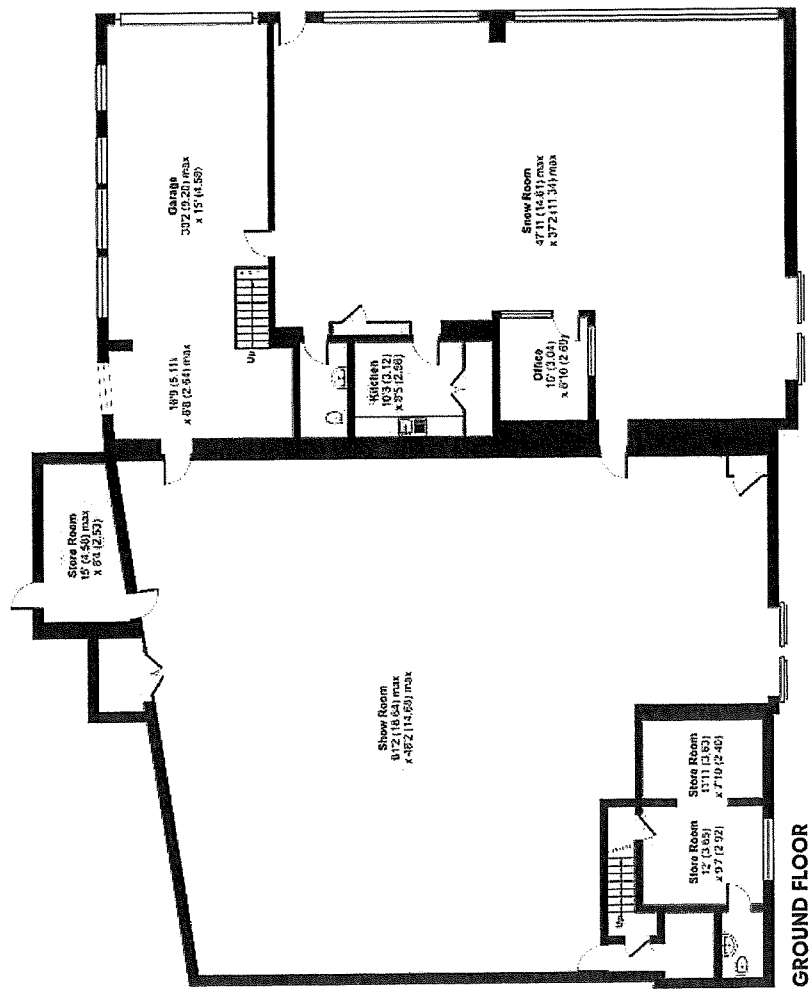 Garage
30'2 (9.20) max
x 15' (4.58)
Show Room
47'11 (14.61) max
x 37'2 (11.34) max
Up
16'9 (5.11)
x 8'8 (2.64) max
Kitchen
10'3 (3.12)
x 8'5 (2.56)
Office
10' (3.04)
x 8'10 (2.69)
Store Room
15' (4.58) max
x 8'4 (2.53)
Show Room
61'2 (18.64) max
x 48'2 (14.68) max
Store Room
11'11 (3.63)
x 7'10 (2.40)
Store Room
12' (3.65)
x 9'7 (2.92)
Up
GROUND FLOOR